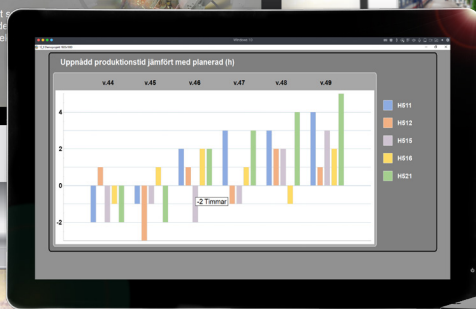 Uppnådd produktionstid jämfört med planerad (h)
v.44 v.45 v.46 v.47 v.48 v.49
4
2
0
-2
-2 Timmar
H511
H512
H515
H516
H521